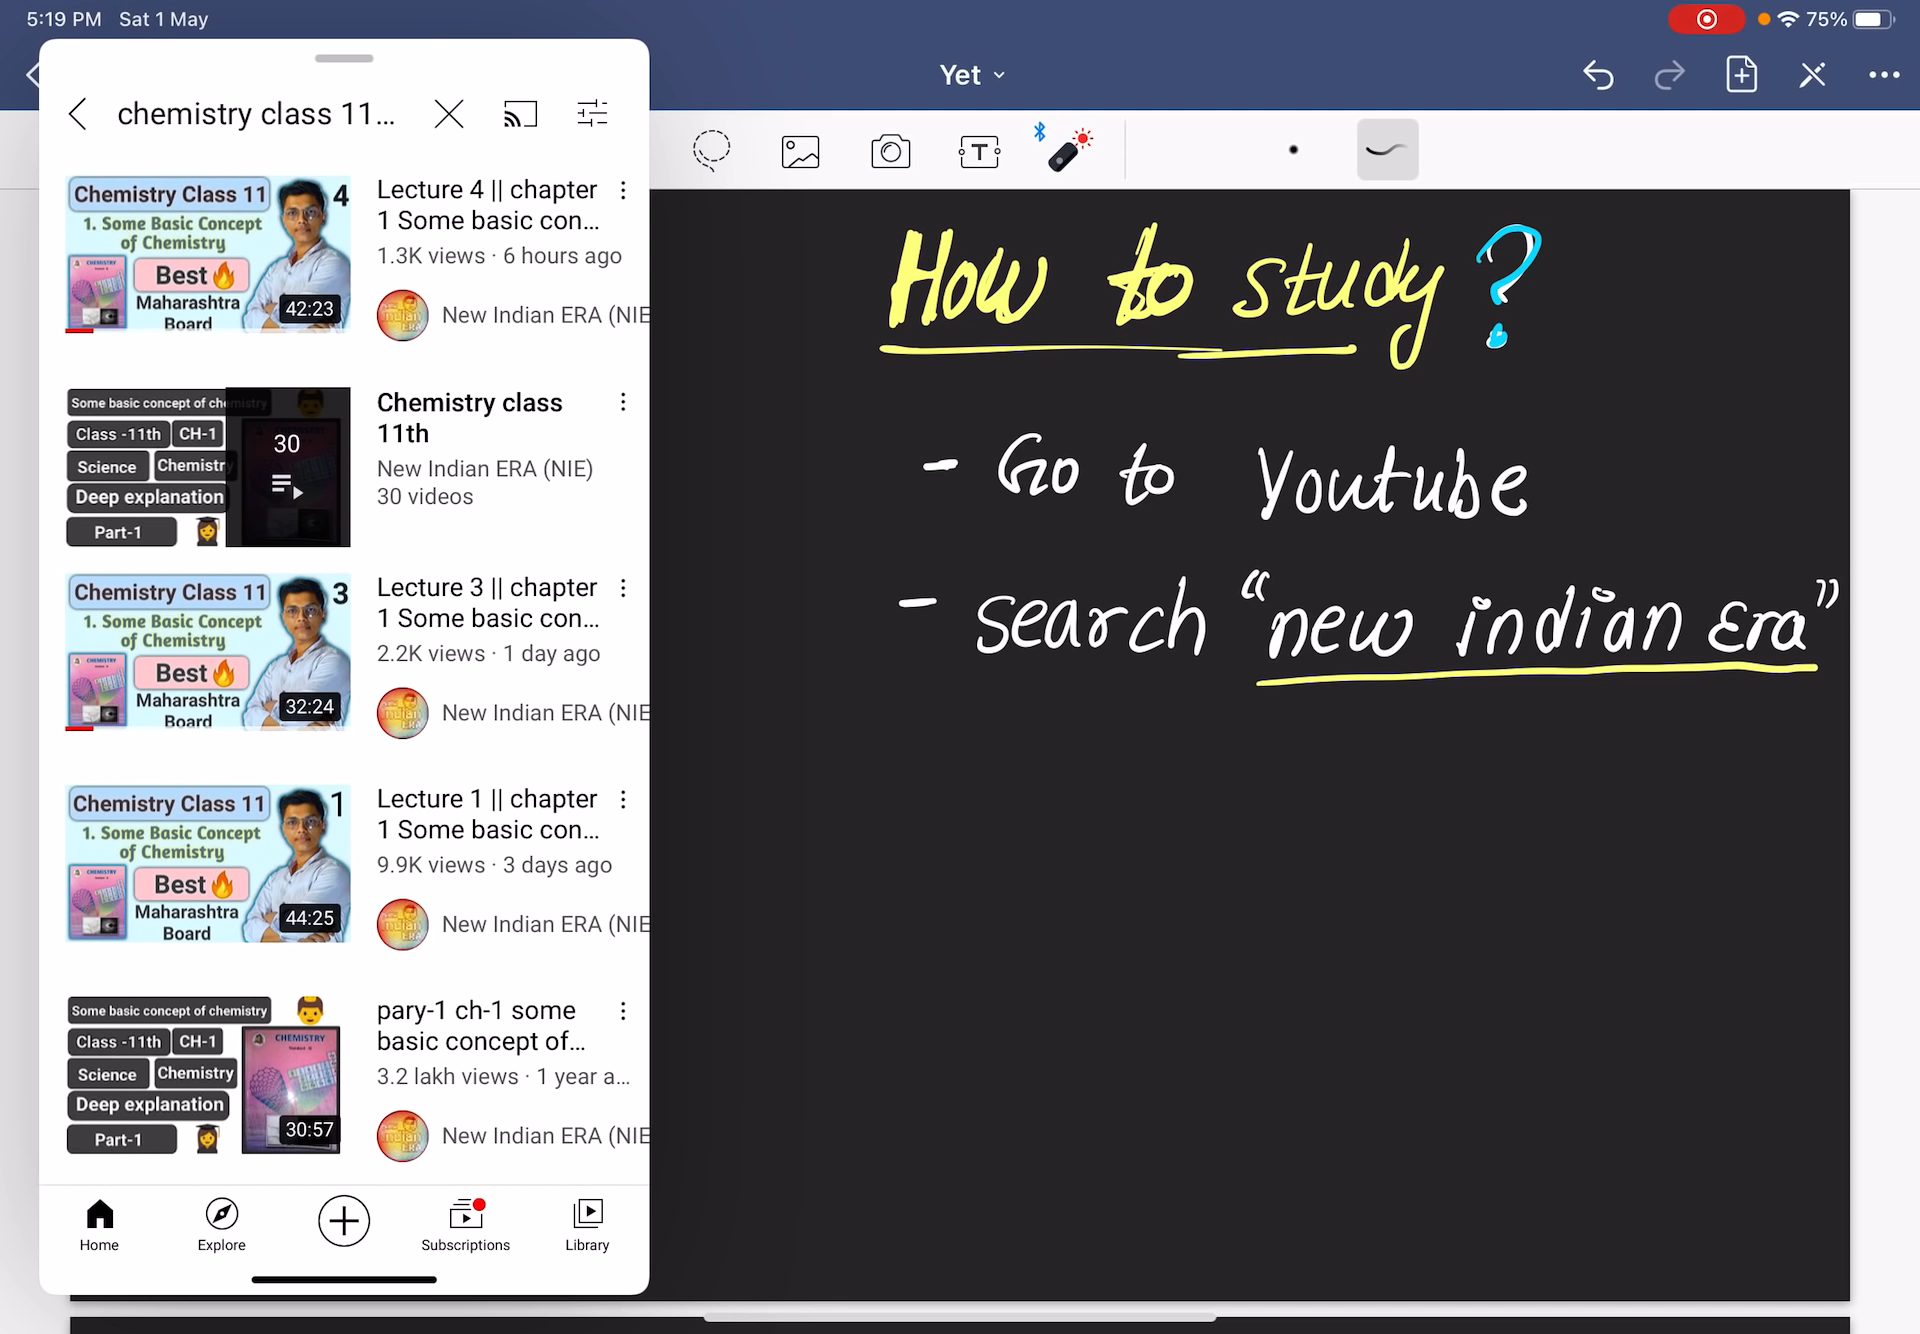 5:19 PM Sat 1 May
75%
Yet
chemistry class 11...
Chemistry Class 11
4
1. Some Basic Concept
of Chemistry
Best
Maharashtra
Board
42:23
Lecture 4 || chapter
1 Some basic con...
1.3K views · 6 hours ago
New Indian ERA (NIE
Some basic concept of chemistry
Class -11th CH-1
Science Chemistry
Deep explanation
Part-1
30
Chemistry class
11th
New Indian ERA (NIE)
30 videos
Chemistry Class 11
3
1. Some Basic Concept
of Chemistry
Best
Maharashtra
Board
32:24
Lecture 3 || chapter
1 Some basic con...
2.2K views · 1 day ago
New Indian ERA (NIE
Chemistry Class 11
1
1. Some Basic Concept
of Chemistry
Best
Maharashtra
Board
44:25
Lecture 1 || chapter
1 Some basic con...
9.9K views · 3 days ago
New Indian ERA (NIE
Some basic concept of chemistry
Class -11th CH-1
Science Chemistry
Deep explanation
Part-1
CHEMISTRY
30:57
pary-1 ch-1 some
basic concept of...
3.2 lakh views · 1 year a...
New Indian ERA (NIE
Home
Explore
Subscriptions
Library
T
How to study?
- Go to Youtube
- search “new indian Era”